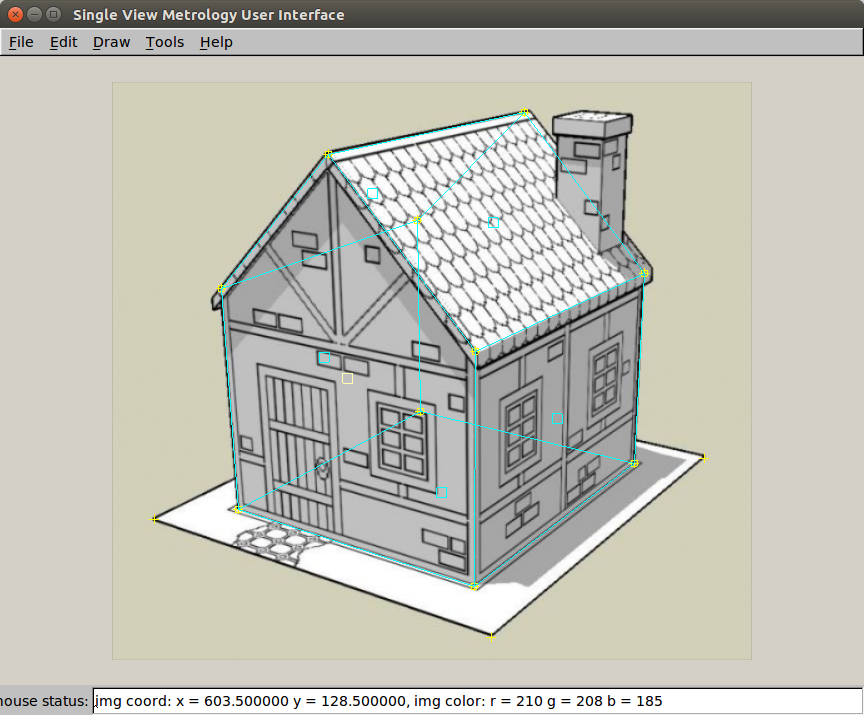 Single View Metrology User Interface
File Edit Draw Tools Help
mouse status: img coord: x = 603.500000 y = 128.500000, img color: r = 210 g = 208 b = 185